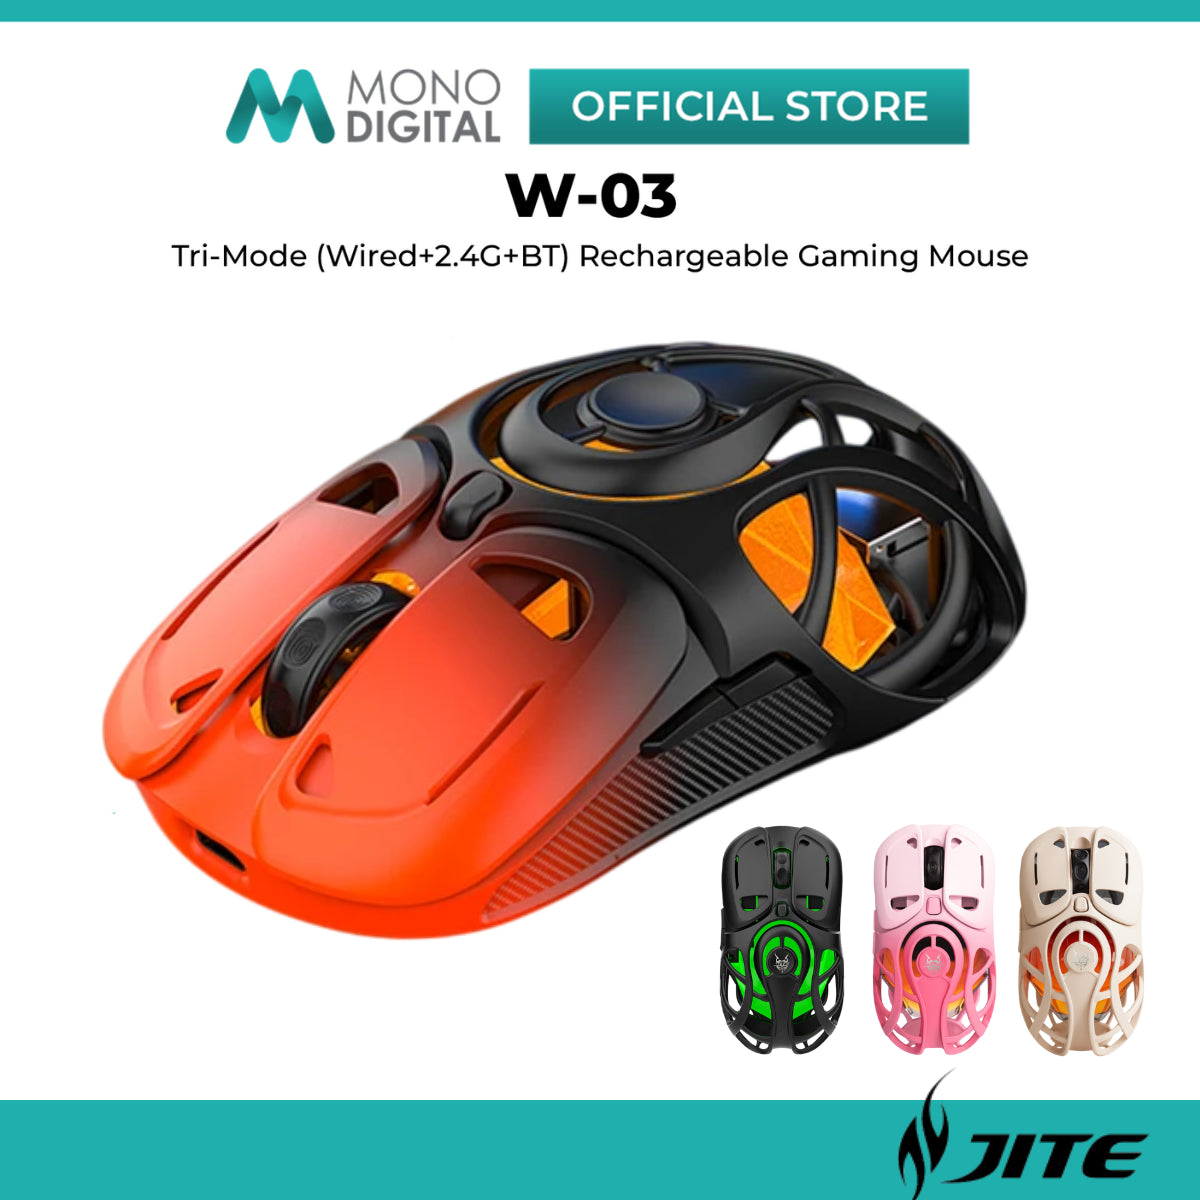 MONO
DIGITAL
OFFICIAL STORE
W-03
Tri-Mode (Wired+2.4G+BT) Rechargeable Gaming Mouse
JITE